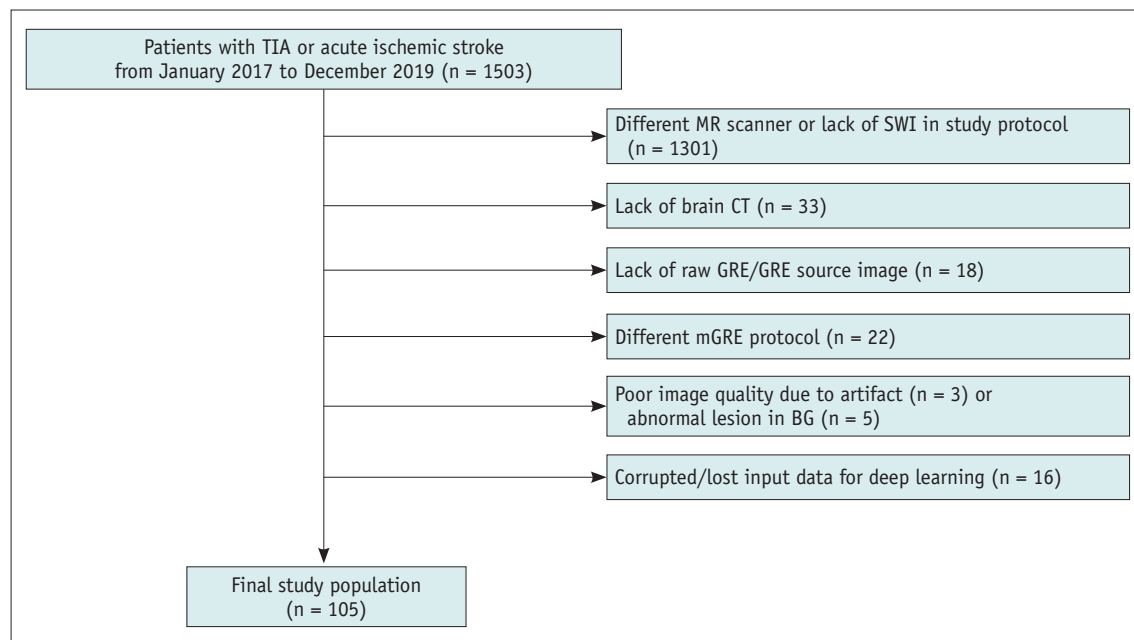 Patients with TIA or acute ischemic stroke
from January 2017 to December 2019 (n = 1503)
Different MR scanner or lack of SWI in study protocol
(n = 1301)
Lack of brain CT (n = 33)
Lack of raw GRE/GRE source image (n = 18)
Different mGRE protocol (n = 22)
Poor image quality due to artifact (n = 3) or
abnormal lesion in BG (n = 5)
Corrupted/lost input data for deep learning (n = 16)
Final study population
(n = 105)